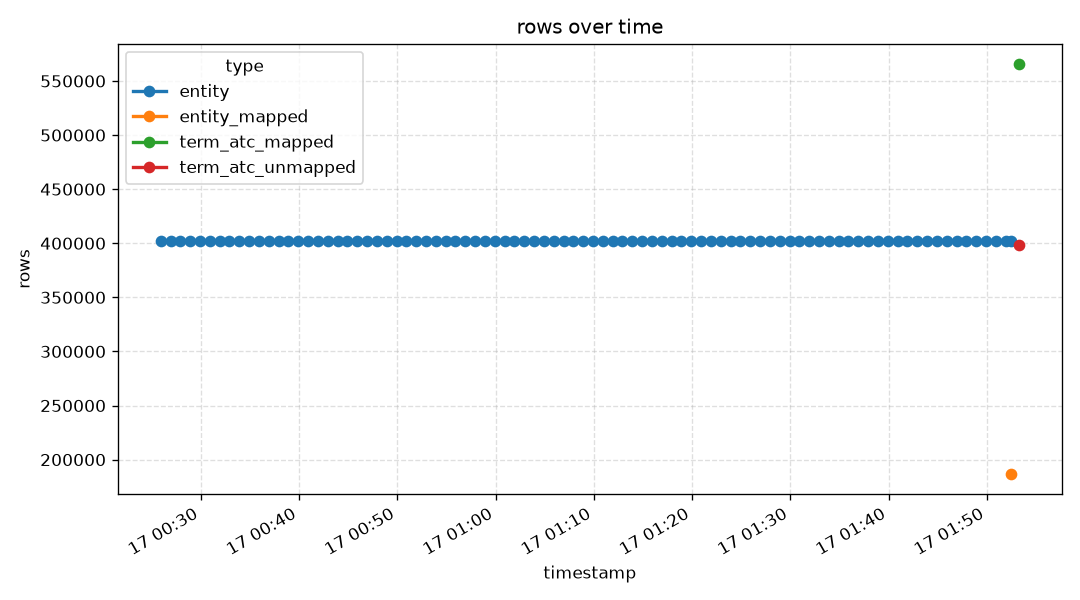 rows over time
type
entity
entity_mapped
term_atc_mapped
term_atc_unmapped
rows
550000
500000
450000
400000
350000
300000
250000
200000
17 00:30
17 00:40
17 00:50
17 01:00
17 01:10
17 01:20
17 01:30
17 01:40
17 01:50
timestamp